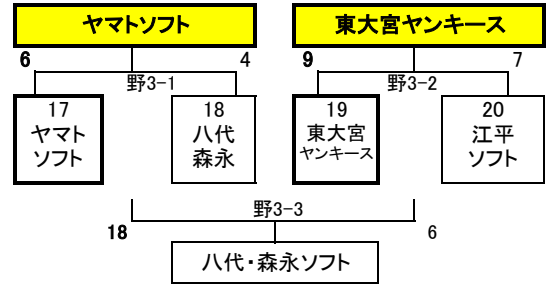 ヤマトソフト 東大宮ヤンキース
6 4 9 7
野3-1 野3-2
17 18 19 20
ヤマト 八代 東大宮 江平
ソフト 森永 ヤンキース ソフト
野3-3
18 6
八代・森永ソフト